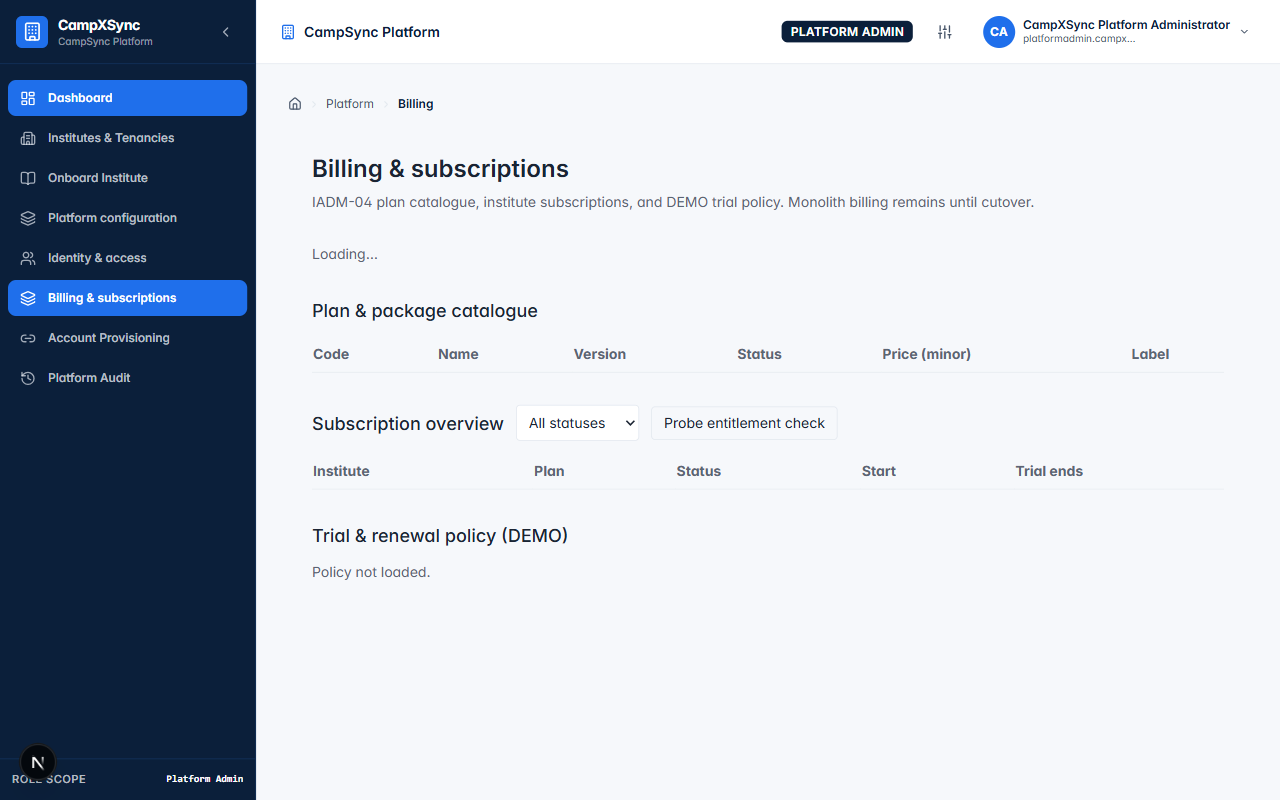 CampXSync
CampSync Platform
Dashboard
Institutes & Tenancies
Onboard Institute
Platform configuration
Identity & access
Billing & subscriptions
Account Provisioning
Platform Audit
N
ROLE SCOPE
Platform Admin
CampSync Platform
PLATFORM ADMIN
CA
CampXSync Platform Administrator
platformadmin.campx...
Platform
Billing
Billing & subscriptions
IADM-04 plan catalogue, institute subscriptions, and DEMO trial policy. Monolith billing remains until cutover.
Loading...
Plan & package catalogue
Code Name Version Status Price (minor) Label
Subscription overview All statuses Probe entitlement check
Institute Plan Status Start Trial ends
Trial & renewal policy (DEMO)
Policy not loaded.